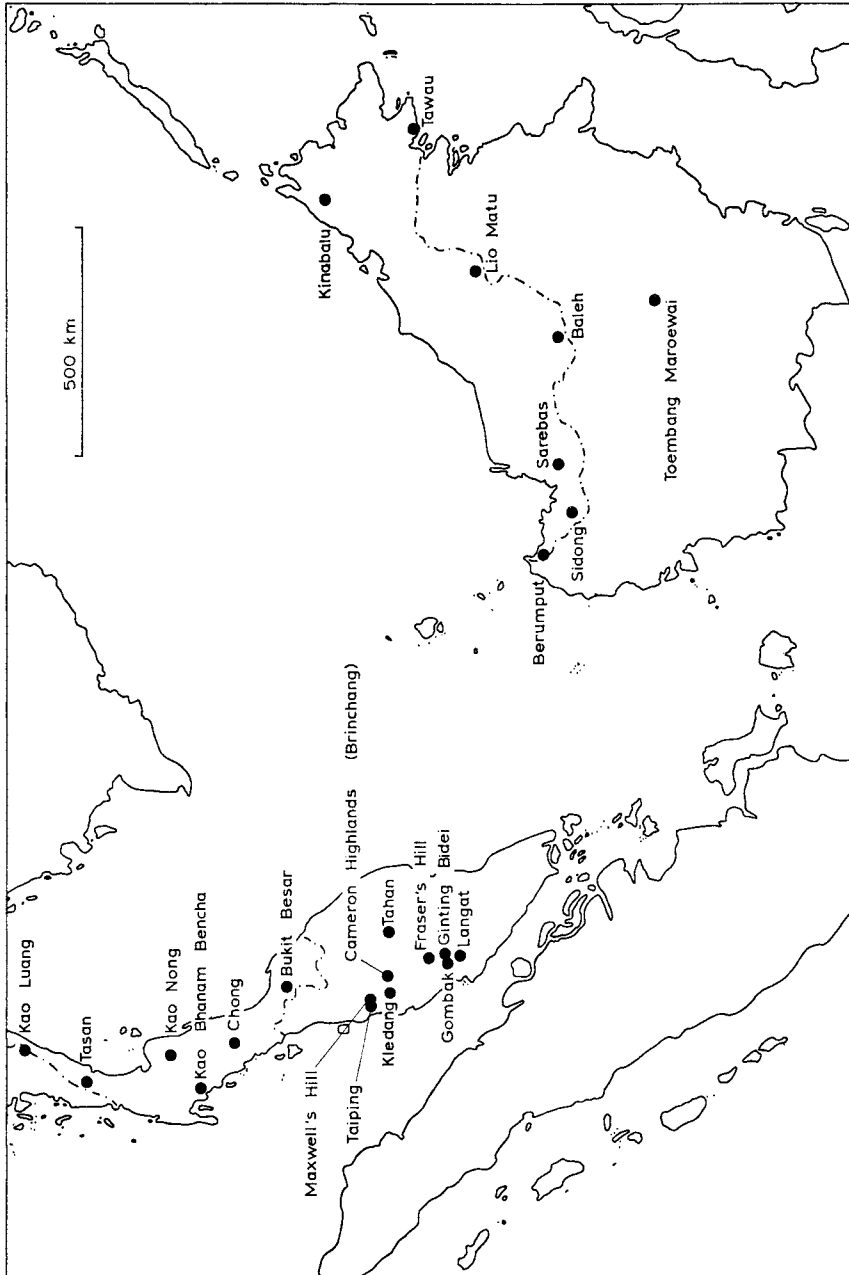 Kao Luang
Tasan
Kao Nong
Kao Bhanam Bencha
Chong
Bukit Besar
Maxwell's Hill
Taiping
Kledang
Cameron Highlands (Brinchang)
Tahan
Fraser's Hill
Bidei
Ginting
Gombak
Langat
500 km
Kinabalu
Tawau
Lio Matu
Baleh
Sarebas
Sidong
Berumput
Toembang Maroewai